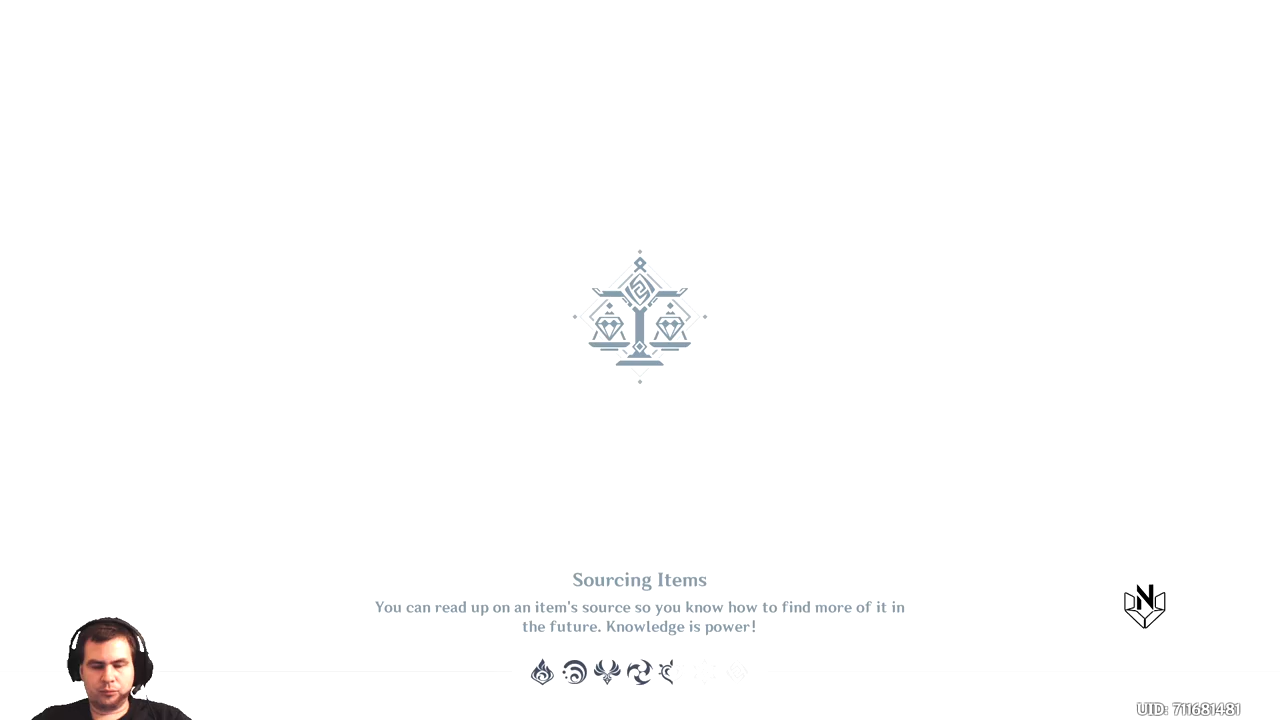 Sourcing Items
You can read up on an item's source so you know how to find more of it in
the future. Knowledge is power!
N
UID: 711681481